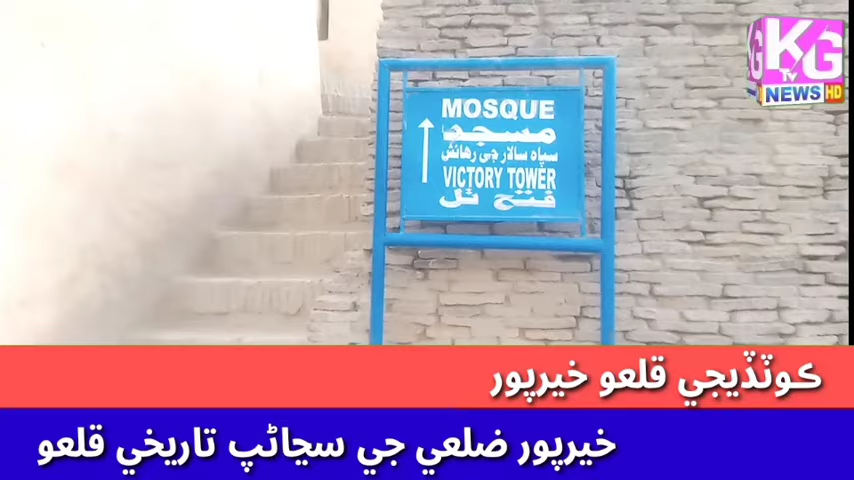 KG
TV
NEWS HD
MOSQUE
مسجد
سپاه سالار جي رهائش
VICTORY TOWER
فتح ٽل
ڪوٽڏيجي قلعو خيرپور
خيرپور ضلعي جي سڃاڻپ تاريخي قلعو